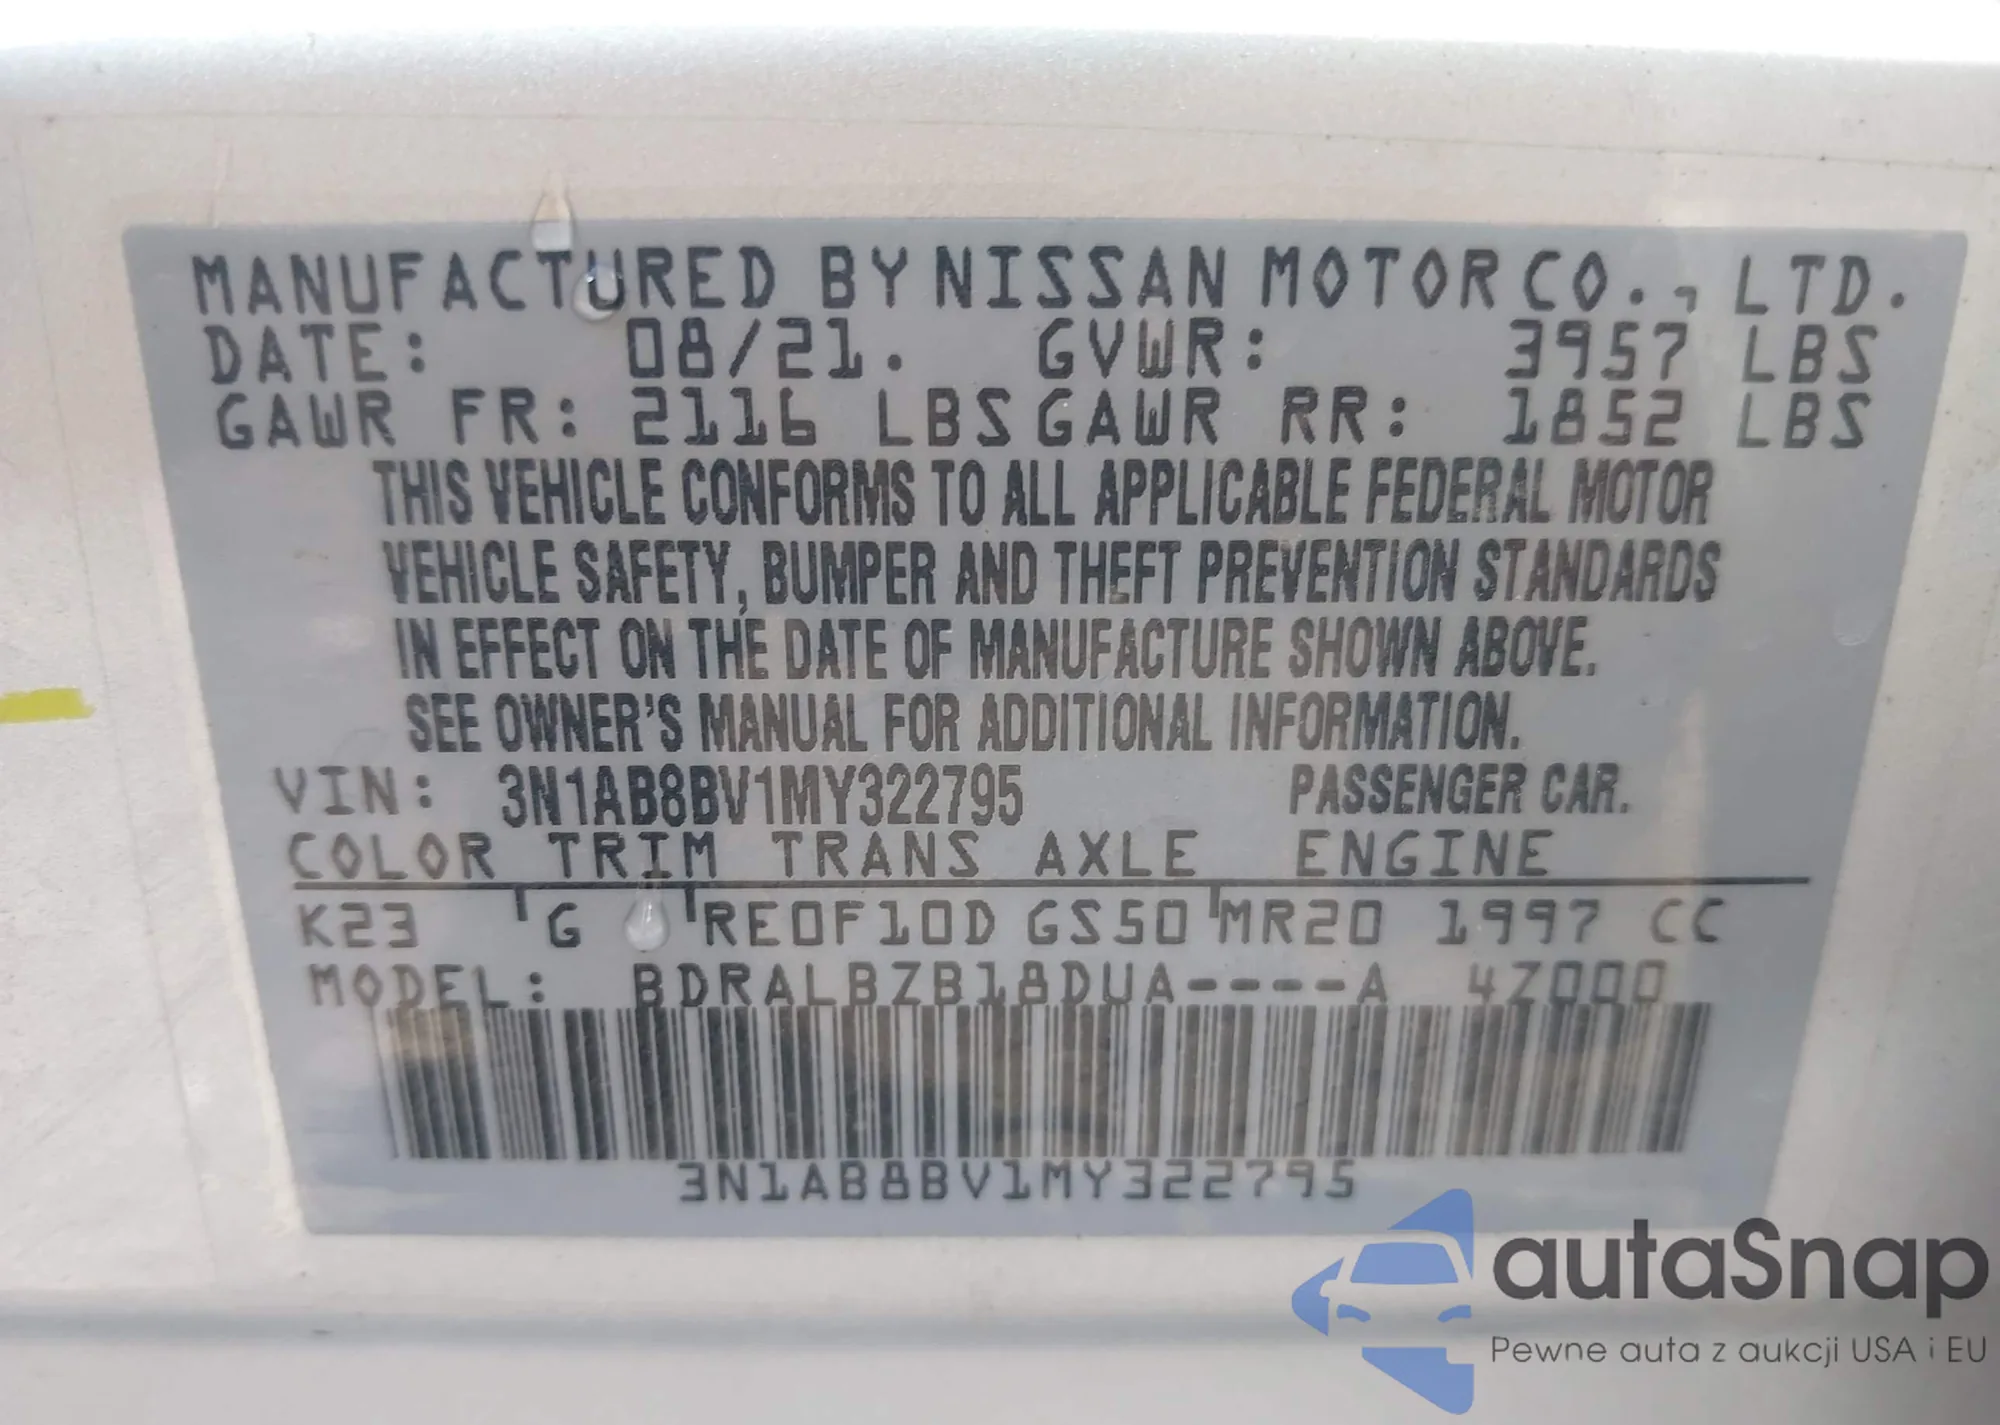 MANUFACTURED BY NISSAN MOTOR CO., LTD.
DATE: 08/21. GVWR: 3957 LBS
GAWR FR: 2116 LBS GAWR RR: 1852 LBS
THIS VEHICLE CONFORMS TO ALL APPLICABLE FEDERAL MOTOR
VEHICLE SAFETY, BUMPER AND THEFT PREVENTION STANDARDS
IN EFFECT ON THE DATE OF MANUFACTURE SHOWN ABOVE.
SEE OWNER'S MANUAL FOR ADDITIONAL INFORMATION.
VIN: 3N1AB8BV1MY322795 PASSENGER CAR.
COLOR TRIM TRANS AXLE ENGINE
K23 G RE0F10D GS50 MR20 1997 CC
MODEL: BDRALBZB18DUA----A 4Z000
3N1AB8BV1MY322795
autaSnap
Pewne auta z aukcji USA i EU